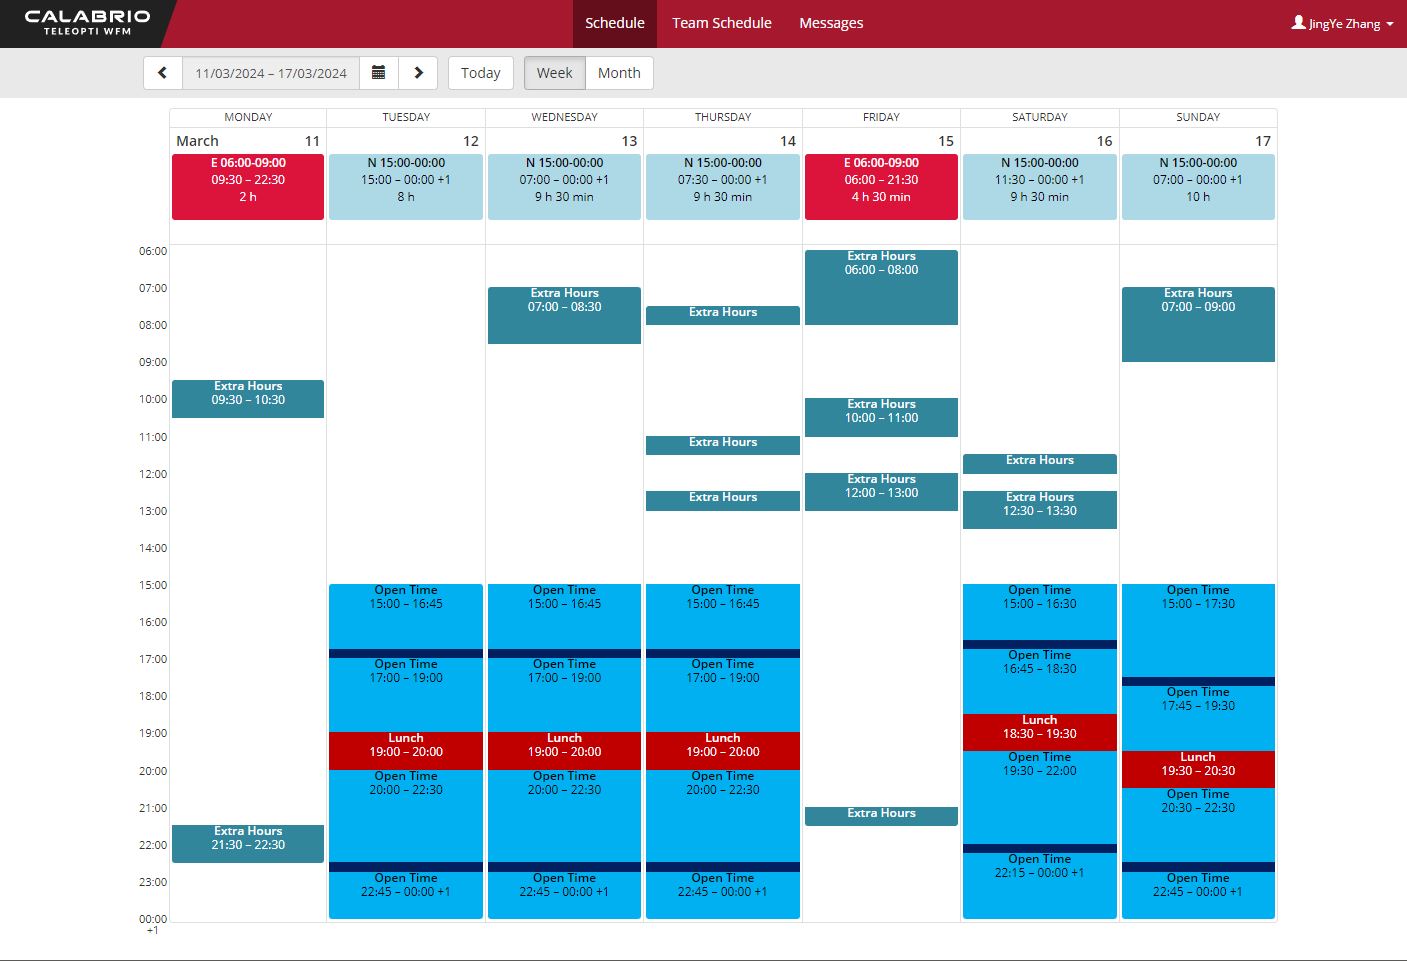 CALABRIO
TELEOPTI WFM
Schedule
Team Schedule
Messages
JingYe Zhang
11/03/2024 – 17/03/2024
Today
Week
Month
MONDAY
TUESDAY
WEDNESDAY
THURSDAY
FRIDAY
SATURDAY
SUNDAY
March 11
12
13
14
15
16
17
E 06:00-09:00
09:30 – 22:30
2 h
N 15:00-00:00
15:00 – 00:00 +1
8 h
N 15:00-00:00
07:00 – 00:00 +1
9 h 30 min
N 15:00-00:00
07:30 – 00:00 +1
9 h 30 min
E 06:00-09:00
06:00 – 21:30
4 h 30 min
N 15:00-00:00
11:30 – 00:00 +1
9 h 30 min
N 15:00-00:00
07:00 – 00:00 +1
10 h
06:00
07:00
08:00
09:00
10:00
11:00
12:00
13:00
14:00
15:00
16:00
17:00
18:00
19:00
20:00
21:00
22:00
23:00
00:00
+1
Extra Hours
09:30 – 10:30
Extra Hours
21:30 – 22:30
Open Time
15:00 – 16:45
Open Time
17:00 – 19:00
Lunch
19:00 – 20:00
Open Time
20:00 – 22:30
Open Time
22:45 – 00:00 +1
Extra Hours
07:00 – 08:30
Open Time
15:00 – 16:45
Open Time
17:00 – 19:00
Lunch
19:00 – 20:00
Open Time
20:00 – 22:30
Open Time
22:45 – 00:00 +1
Extra Hours
Extra Hours
Extra Hours
Open Time
15:00 – 16:45
Open Time
17:00 – 19:00
Lunch
19:00 – 20:00
Open Time
20:00 – 22:30
Open Time
22:45 – 00:00 +1
Extra Hours
06:00 – 08:00
Extra Hours
10:00 – 11:00
Extra Hours
12:00 – 13:00
Extra Hours
Extra Hours
Extra Hours
12:30 – 13:30
Open Time
15:00 – 16:30
Open Time
16:45 – 18:30
Lunch
18:30 – 19:30
Open Time
19:30 – 22:00
Open Time
22:15 – 00:00 +1
Extra Hours
07:00 – 09:00
Open Time
15:00 – 17:30
Open Time
17:45 – 19:30
Lunch
19:30 – 20:30
Open Time
20:30 – 22:30
Open Time
22:45 – 00:00 +1